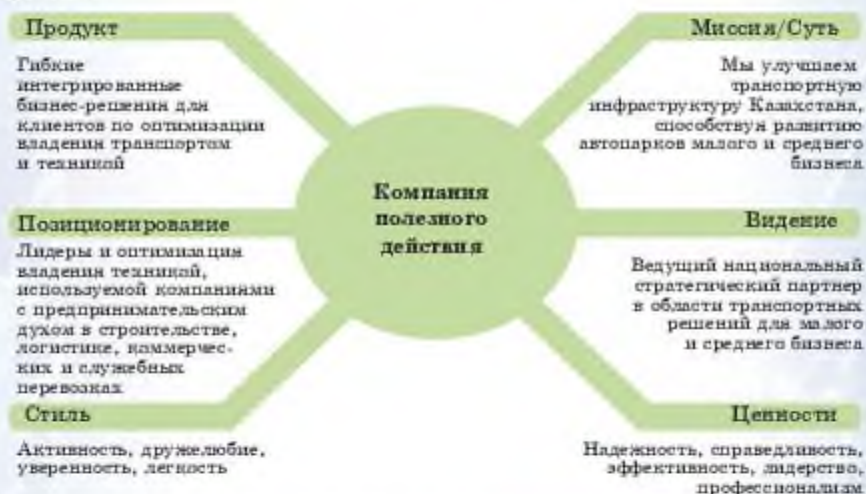 Продукт
Гибкие
интегрированные
бизнес-решения для
клиентов по оптимизации
владения транспортом
и техникой
Позиционирование
Лидеры и оптимизация
владения техникой,
используемой компаниями
с предпринимательским
духом в строительстве,
логистике, коммерчес-
ких и служебных
перевозках
Стиль
Активность, дружелюбие,
уверенность, легкость
Компания
полезного
действия
Миссия/Суть
Мы улучшаем
транспортную
инфраструктуру Казахстана,
способствуя развитию
автопарков малого и среднего
бизнеса
Видение
Ведущий национальный
стратегический партнер
в области транспортных
решений для малого
и среднего бизнеса
Ценности
Надежность, справедливость,
эффективность, лидерство,
профессионализм